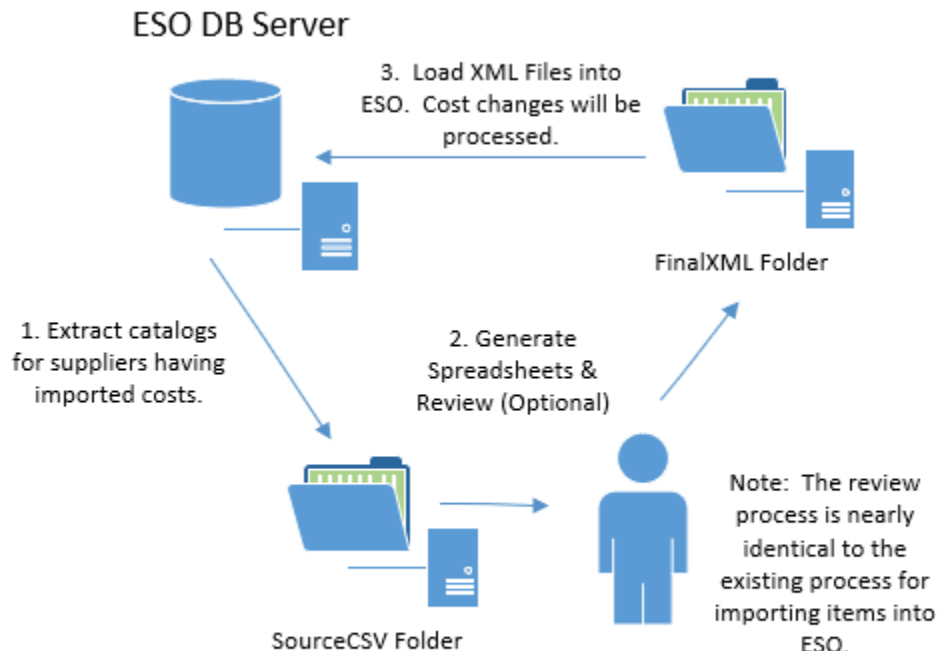 ESO DB Server
3. Load XML Files into
ESO. Cost changes will be
processed.
FinalXML Folder
1. Extract catalogs
for suppliers having
imported costs.
2. Generate
Spreadsheets &
Review (Optional)
Note: The review
process is nearly
identical to the
existing process for
importing items into
ESO.
SourceCSV Folder